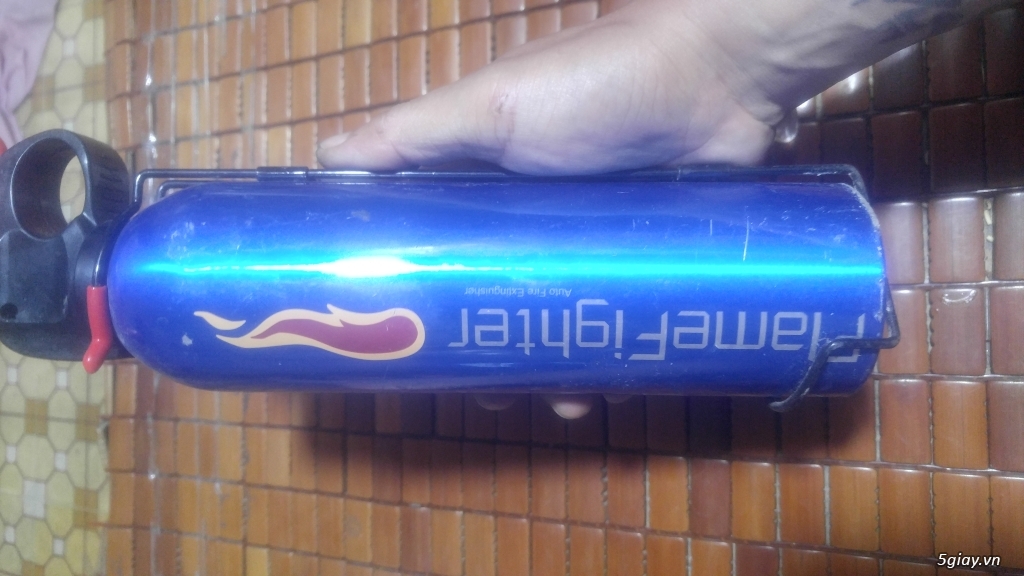 FlameFighter
Auto Fire Extinguisher
5giay.vn